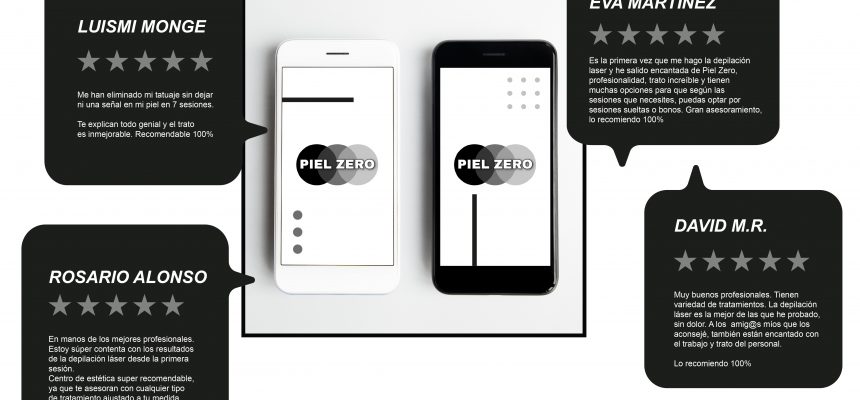 LUISMI MONGE
Me han eliminado mi tatuaje sin dejar
ni una señal en mi piel en 7 sesiones.
Te explican todo genial y el trato
es inmejorable. Recomendable 100%
PIEL ZERO
PIEL ZERO
EVA MARTÍNEZ
Es la primera vez que me hago la depilación
laser y he salido encantada de Piel Zero,
profesionalidad, trato increíble y tienen
muchas opciones para que según las
sesiones que necesites, puedas optar por
sesiones sueltas o bonos. Gran asesoramiento,
lo recomiendo 100%
ROSARIO ALONSO
En manos de los mejores profesionales.
Estoy súper contenta con los resultados
de la depilación láser desde la primera
sesión.
Centro de estética super recomendable,
ya que te asesoran con cualquier tipo
de tratamiento ajustado a tu medida
DAVID M.R.
Muy buenos profesionales. Tienen
variedad de tratamientos. La depilación
láser es la mejor de las que he probado,
sin dolor. A los amig@s míos que los
aconsejé, también están encantado con
el trabajo y trato del personal.
Lo recomiendo 100%